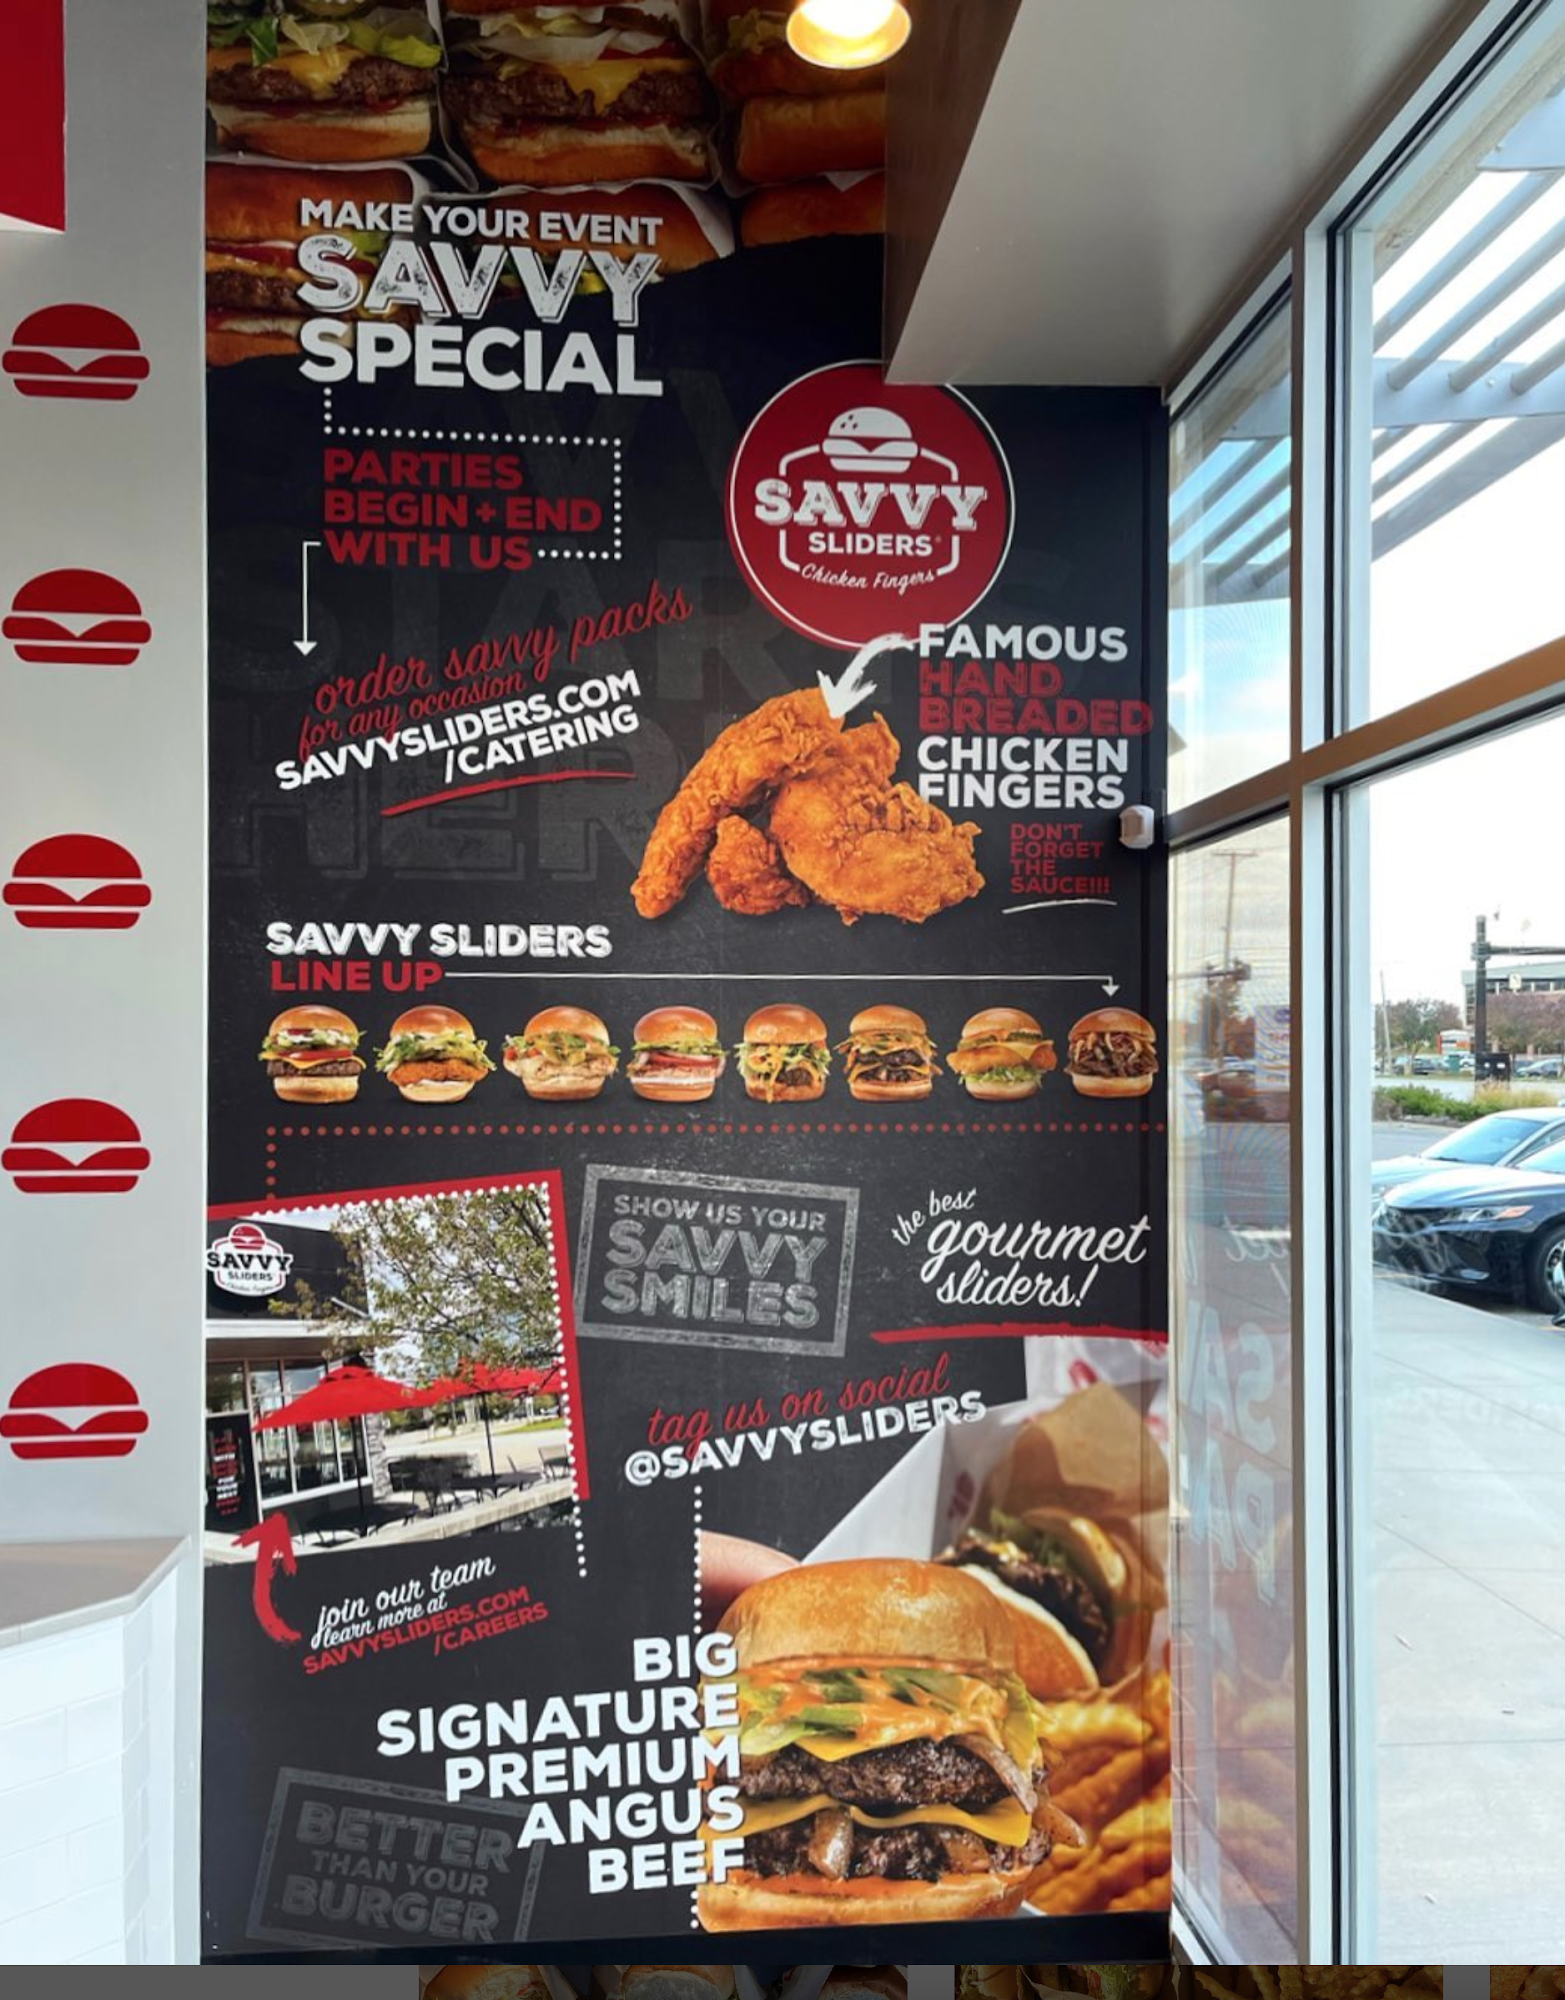 MAKE YOUR EVENT
SAVVY
SPECIAL
PARTIES
BEGIN + END
WITH US
order savvy packs
for any occasion
SAVVYSLIDERS.COM
/CATERING
SAVVY
SLIDERS
Chicken Fingers
FAMOUS
HAND
BREADED
CHICKEN
FINGERS
DON'T
FORGET
THE
SAUCE!!!
SAVVY SLIDERS
LINE UP
SAVVY
SLIDERS
SHOW US YOUR
SAVVY
SMILES
the best
gourmet
sliders!
tag us on social
@SAVVYSLIDERS
join our team
learn more at
SAVVYSLIDERS.COM
/CAREERS
BIG
SIGNATURE
PREMIUM
ANGUS
BEEF
BETTER
THAN YOUR
BURGER